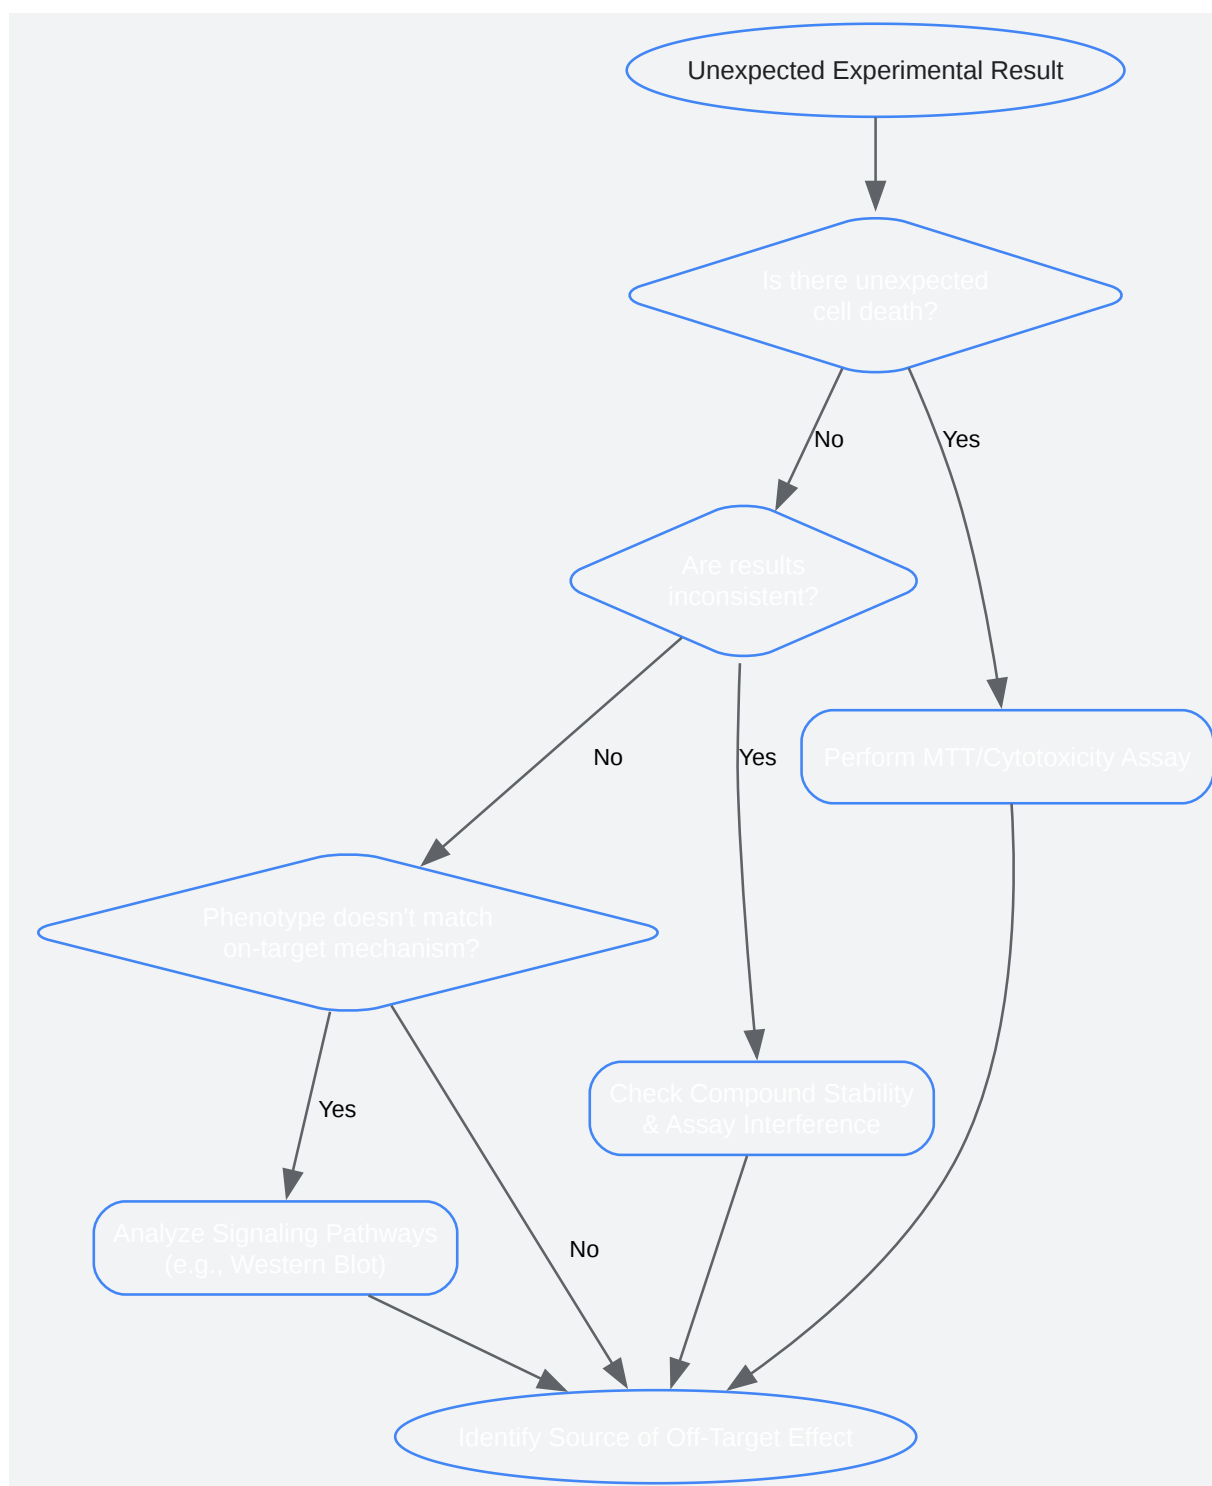 Unexpected Experimental Result
Is there unexpected
cell death?
No
Yes
Are results
inconsistent?
No
Yes
Perform MTT/Cytotoxicity Assay
Phenotype doesn't match
on-target mechanism?
Yes
Check Compound Stability
& Assay Interference
Analyze Signaling Pathways
(e.g., Western Blot)
No
Identify Source of Off-Target Effect